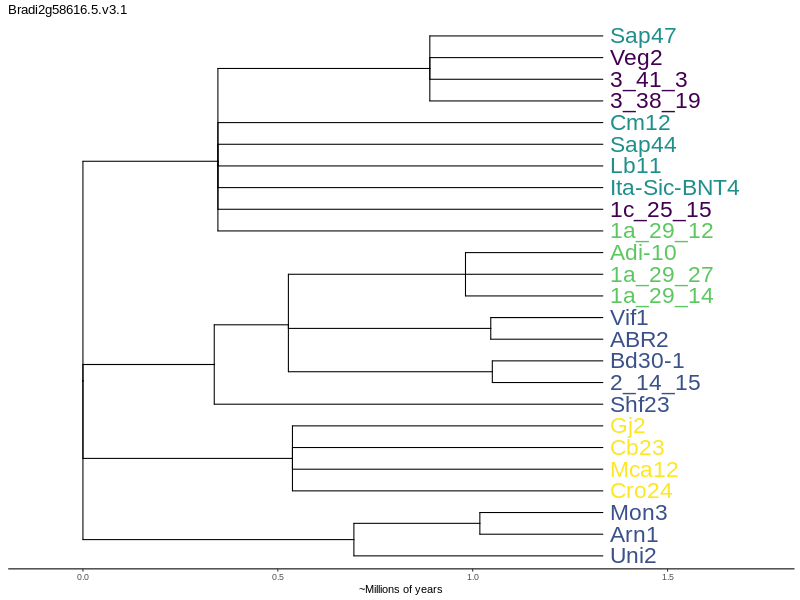 Bradi2g58616.5.v3.1
Sap47
Veg2
3_41_3
3_38_19
Cm12
Sap44
Lb11
Ita-Sic-BNT4
1c_25_15
1a_29_12
Adi-10
1a_29_27
1a_29_14
Vif1
ABR2
Bd30-1
2_14_15
Shf23
Gj2
Cb23
Mca12
Cro24
Mon3
Arn1
Uni2
0.0 0.5 1.0 1.5
~Millions of years